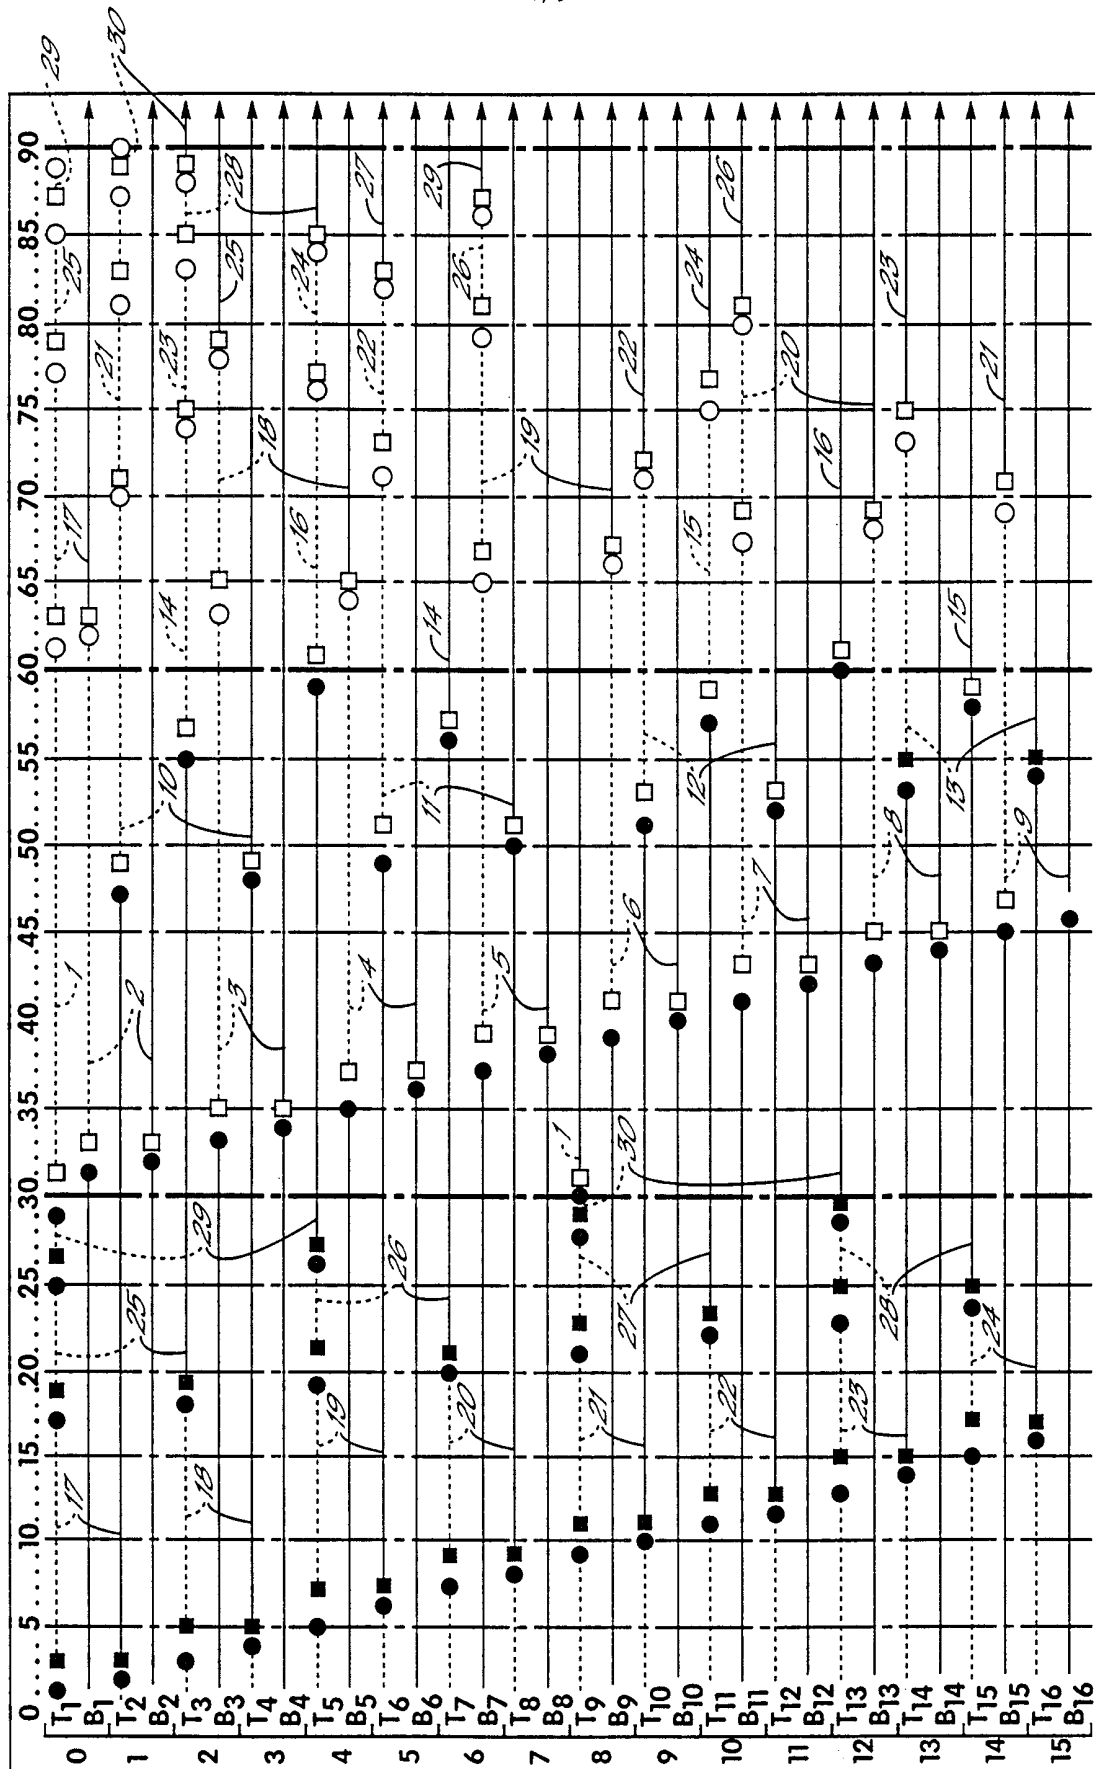 0....5....10....15....20....25....30....35....40....45....50....55....60....65....70....75....80....85....90
0 T1
B1
1 T2
B2
2 T3
B3
3 T4
B4
4 T5
B5
5 T6
B6
6 T7
B7
7 T8
B8
8 T9
B9
9 T10
B10
10 T11
B11
11 T12
B12
12 T13
B13
13 T14
B14
14 T15
B15
15 T16
B16
17 1 17 25 29
25 2 21 30
18 29 3 10 14 18 23 25 28
19 26 4 11 16 22 24 27
20 5 14 19 26 29
21 27 1 30 6 12 22
22 7 15 20 24 26
23 28 8 13 16 23
24 9 15 21